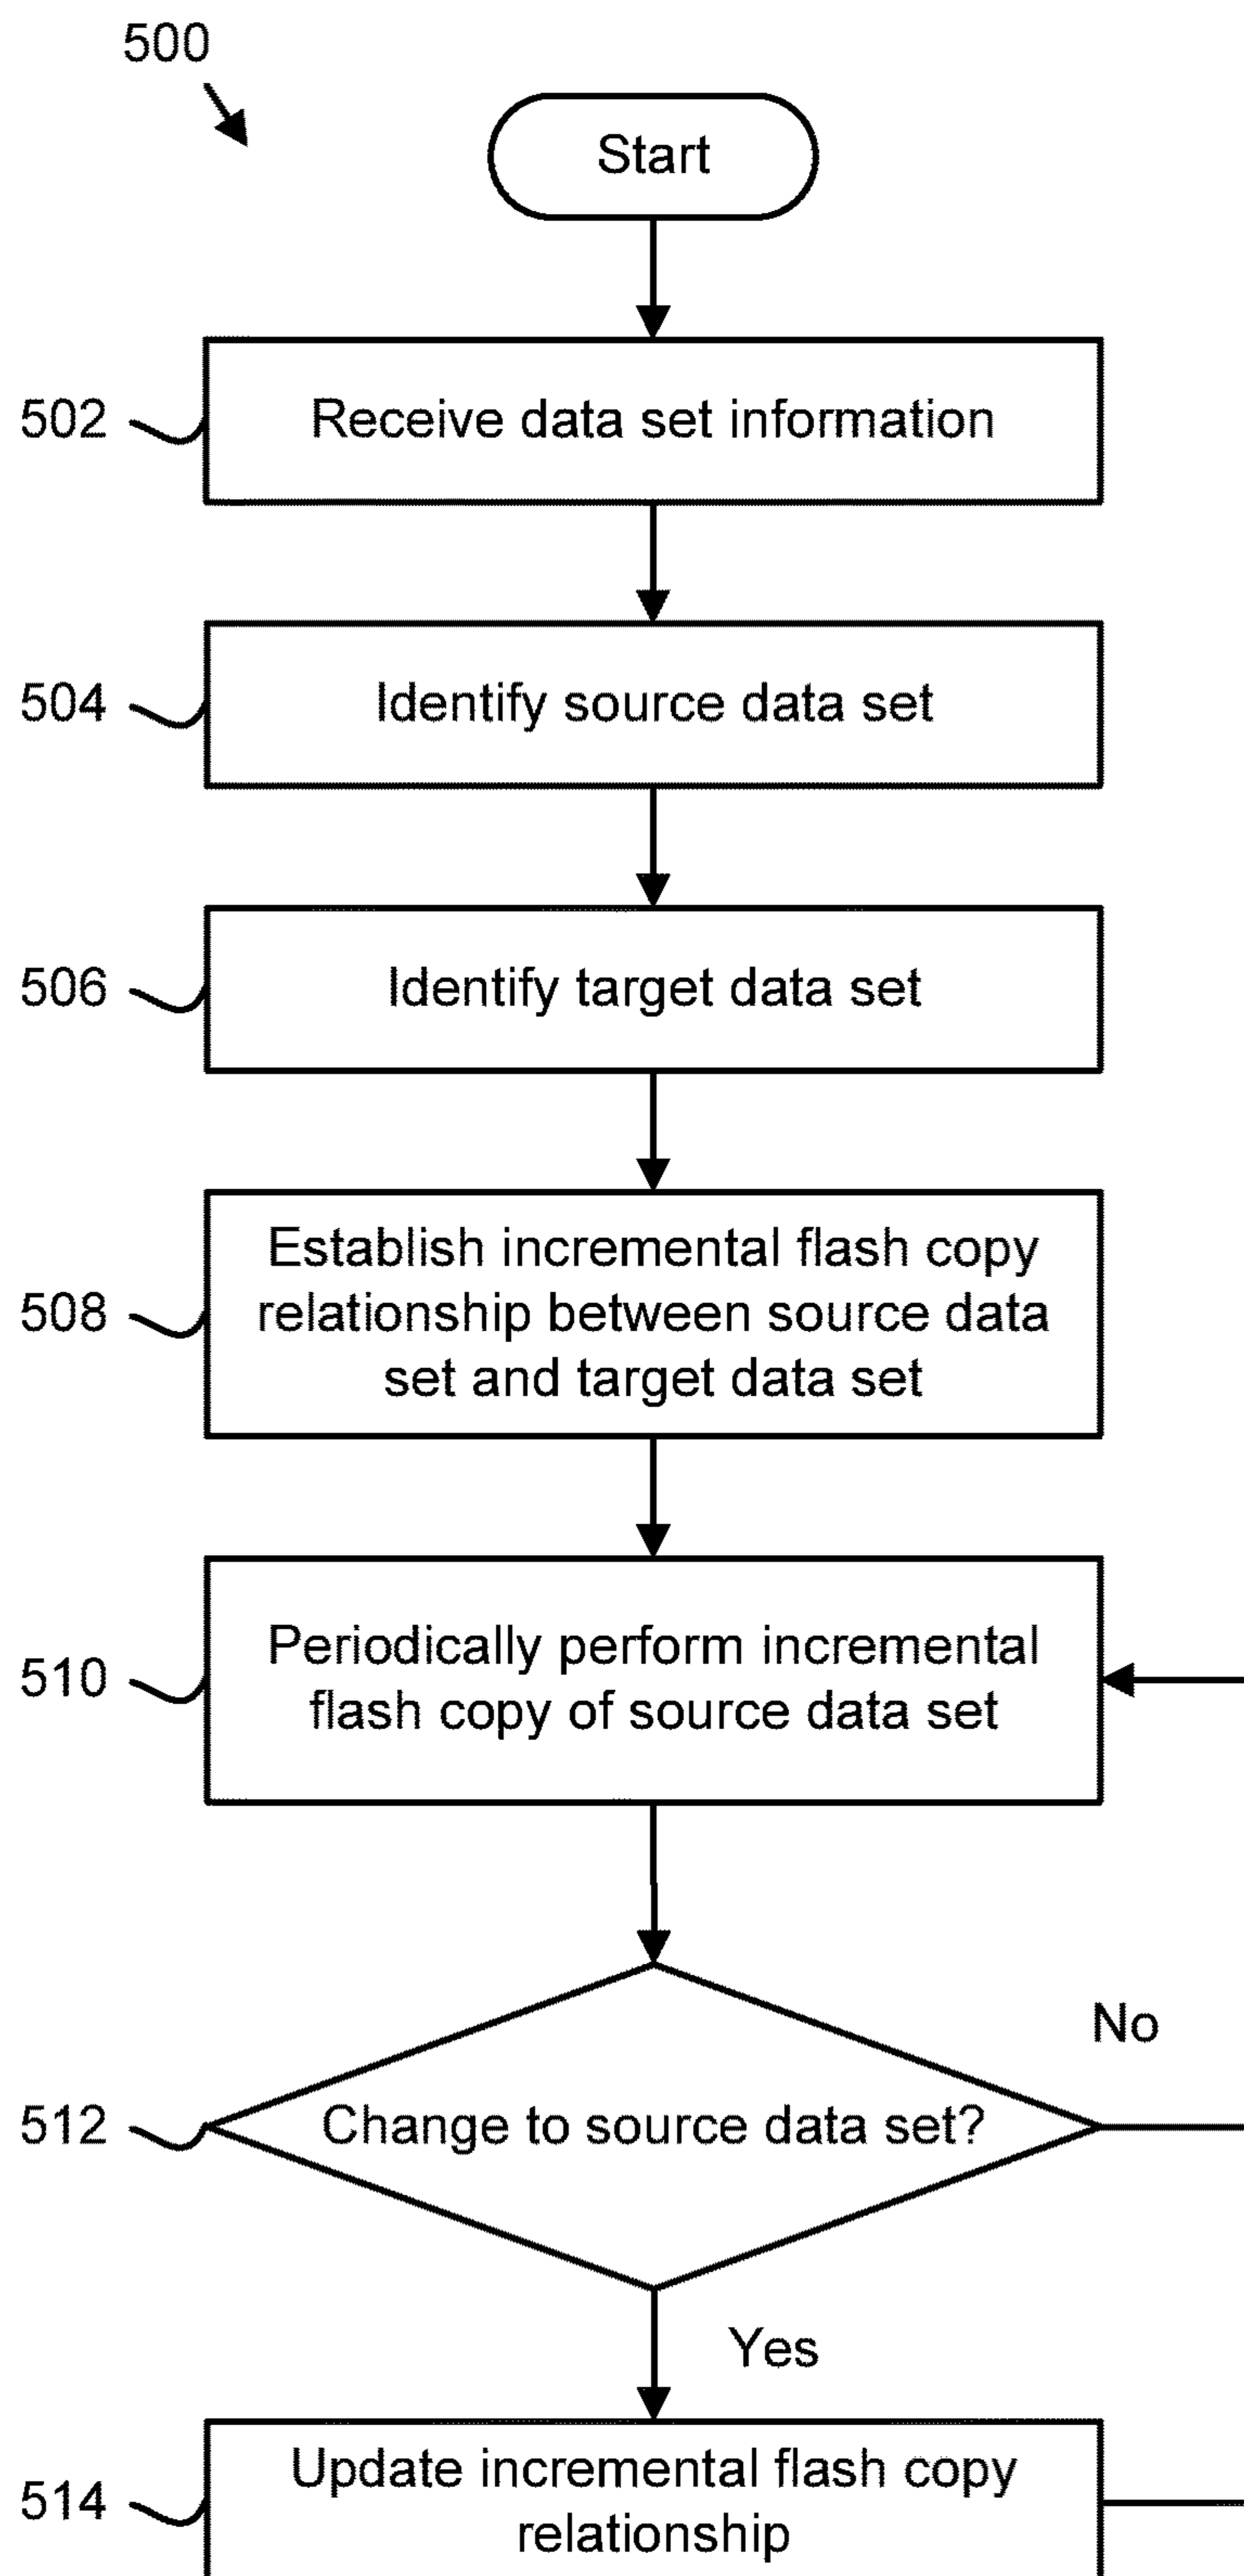 500
Start
502
Receive data set information
504
Identify source data set
506
Identify target data set
508
Establish incremental flash copy
relationship between source data
set and target data set
510
Periodically perform incremental
flash copy of source data set
No
512
Change to source data set?
Yes
514
Update incremental flash copy
relationship